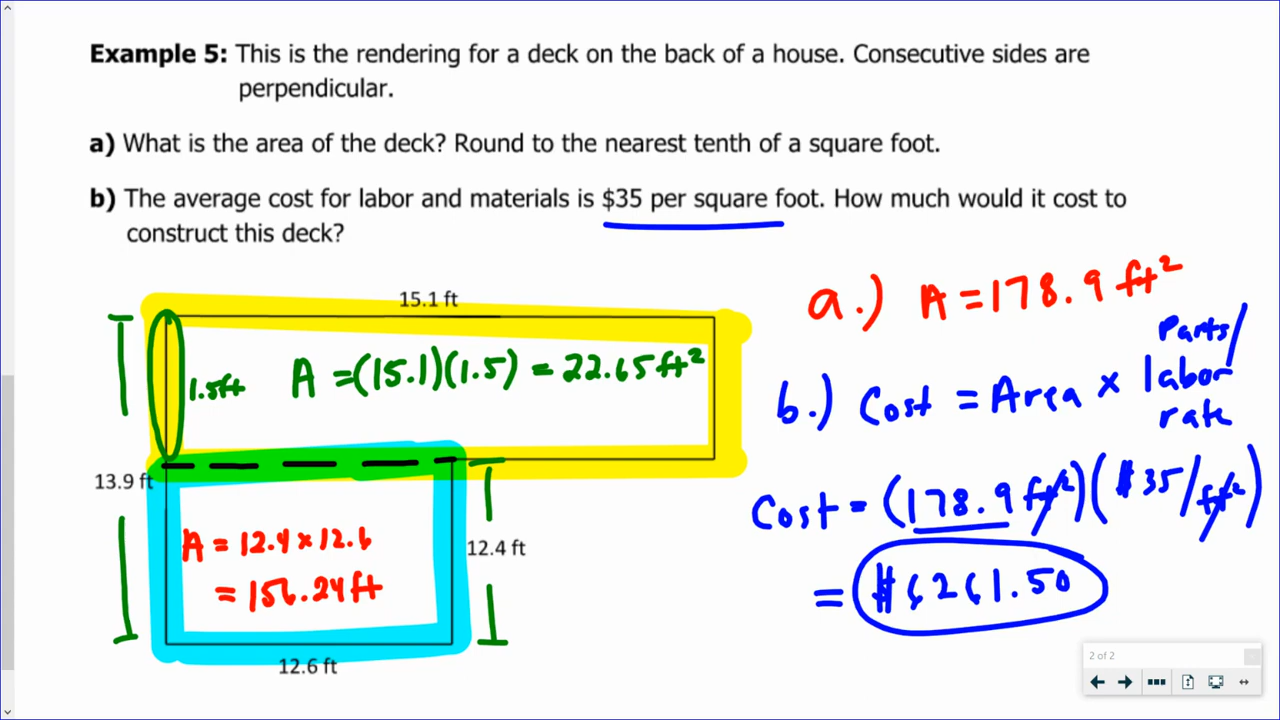 Example 5: This is the rendering for a deck on the back of a house. Consecutive sides are
perpendicular.
a) What is the area of the deck? Round to the nearest tenth of a square foot.
b) The average cost for labor and materials is $35 per square foot. How much would it cost to
construct this deck?
15.1 ft
1.5ft
A = (15.1)(1.5) = 22.65 ft²
13.9 ft
A = 12.4 x 12.6
= 156.24 ft
12.4 ft
12.6 ft
a.) A = 178.9 ft²
b.) Cost = Area x Parts/
labor
rate
Cost = (178.9 ft²)($35/ft²)
= $6261.50
2 of 2